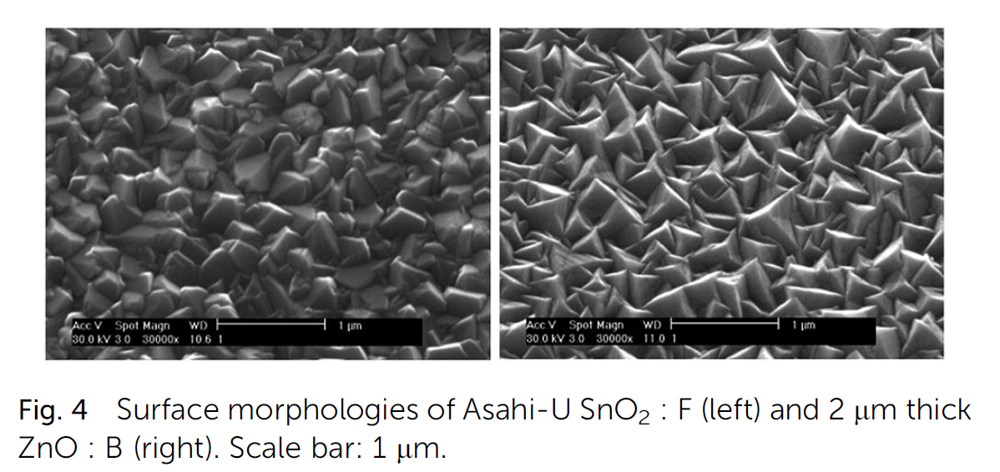 Acc.V Spot Magn WD 1 μm
30.0 kV 3.0 30000x 10.6 1
Acc.V Spot Magn WD 1 μm
30.0 kV 3.0 30000x 11.0 1
Fig. 4 Surface morphologies of Asahi-U SnO₂ : F (left) and 2 μm thick
ZnO : B (right). Scale bar: 1 μm.